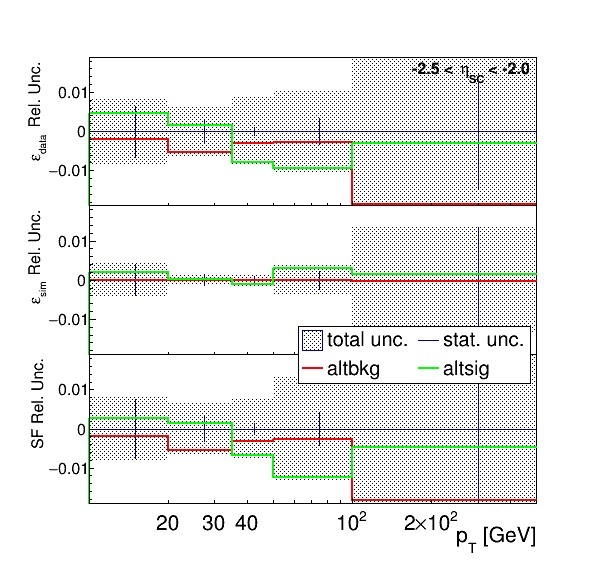 -2.5 < η_SC < -2.0
ε_data Rel. Unc.
0.01
0
−0.01
ε_sim Rel. Unc.
0.01
0
−0.01
total unc. stat. unc.
altbkg altsig
SF Rel. Unc.
0.01
0
−0.01
20 30 40 10² 2×10²
p_T [GeV]